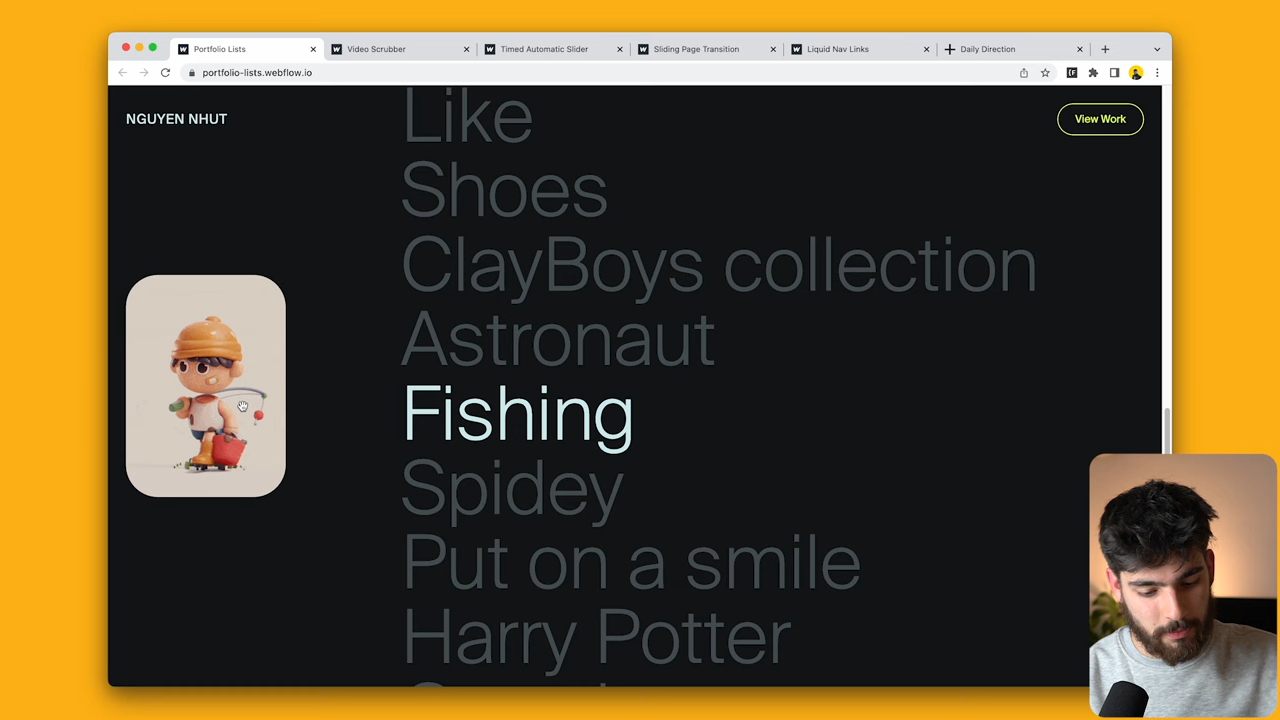 Portfolio Lists
Video Scrubber
Timed Automatic Slider
Sliding Page Transition
Liquid Nav Links
Daily Direction
portfolio-lists.webflow.io
NGUYEN NHUT
View Work
Like
Shoes
ClayBoys collection
Astronaut
Fishing
Spidey
Put on a smile
Harry Potter